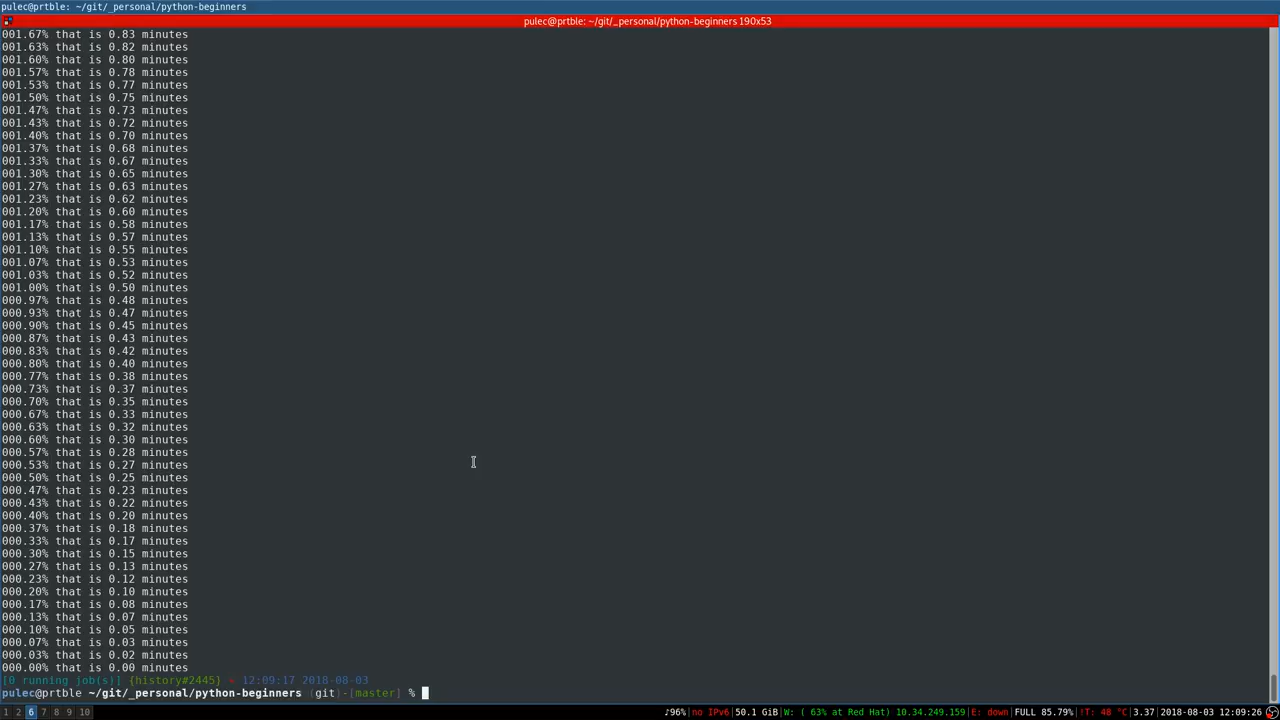 pulec@prtble: ~/git/_personal/python-beginners
pulec@prtble: ~/git/_personal/python-beginners 190x53
001.67% that is 0.83 minutes
001.63% that is 0.82 minutes
001.60% that is 0.80 minutes
001.57% that is 0.78 minutes
001.53% that is 0.77 minutes
001.50% that is 0.75 minutes
001.47% that is 0.73 minutes
001.43% that is 0.72 minutes
001.40% that is 0.70 minutes
001.37% that is 0.68 minutes
001.33% that is 0.67 minutes
001.30% that is 0.65 minutes
001.27% that is 0.63 minutes
001.23% that is 0.62 minutes
001.20% that is 0.60 minutes
001.17% that is 0.58 minutes
001.13% that is 0.57 minutes
001.10% that is 0.55 minutes
001.07% that is 0.53 minutes
001.03% that is 0.52 minutes
001.00% that is 0.50 minutes
000.97% that is 0.48 minutes
000.93% that is 0.47 minutes
000.90% that is 0.45 minutes
000.87% that is 0.43 minutes
000.83% that is 0.42 minutes
000.80% that is 0.40 minutes
000.77% that is 0.38 minutes
000.73% that is 0.37 minutes
000.70% that is 0.35 minutes
000.67% that is 0.33 minutes
000.63% that is 0.32 minutes
000.60% that is 0.30 minutes
000.57% that is 0.28 minutes
000.53% that is 0.27 minutes
000.50% that is 0.25 minutes
000.47% that is 0.23 minutes
000.43% that is 0.22 minutes
000.40% that is 0.20 minutes
000.37% that is 0.18 minutes
000.33% that is 0.17 minutes
000.30% that is 0.15 minutes
000.27% that is 0.13 minutes
000.23% that is 0.12 minutes
000.20% that is 0.10 minutes
000.17% that is 0.08 minutes
000.13% that is 0.07 minutes
000.10% that is 0.05 minutes
000.07% that is 0.03 minutes
000.03% that is 0.02 minutes
000.00% that is 0.00 minutes
[0 running job(s)] {history#2445} 12:09:17 2018-08-03
pulec@prtble ~/git/_personal/python-beginners (git)-[master] %
1 2 6 7 8 9 10 ♪96%|no IPv6|50.1 GiB|W: ( 63% at Red Hat) 10.34.249.159|E: down|FULL 85.79%|!T: 48 °C|3.37|2018-08-03 12:09:26